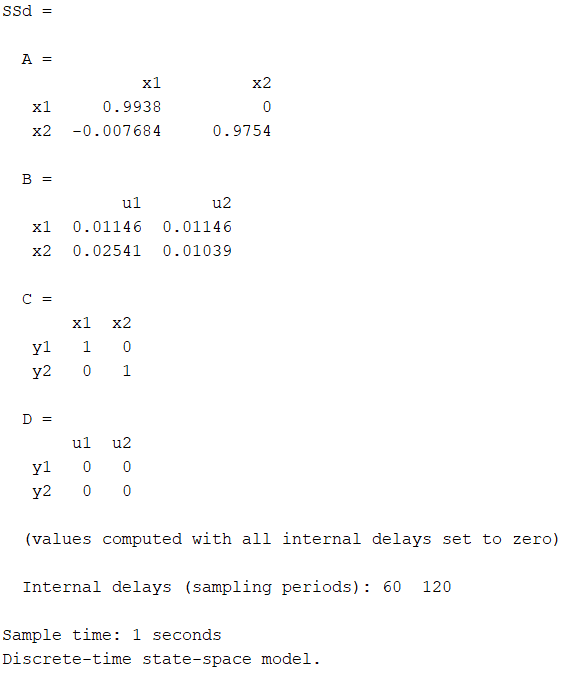 SSd =
A =
x1 x2
x1 0.9938 0
x2 -0.007684 0.9754
B =
u1 u2
x1 0.01146 0.01146
x2 0.02541 0.01039
C =
x1 x2
y1 1 0
y2 0 1
D =
u1 u2
y1 0 0
y2 0 0
(values computed with all internal delays set to zero)
Internal delays (sampling periods): 60 120
Sample time: 1 seconds
Discrete-time state-space model.